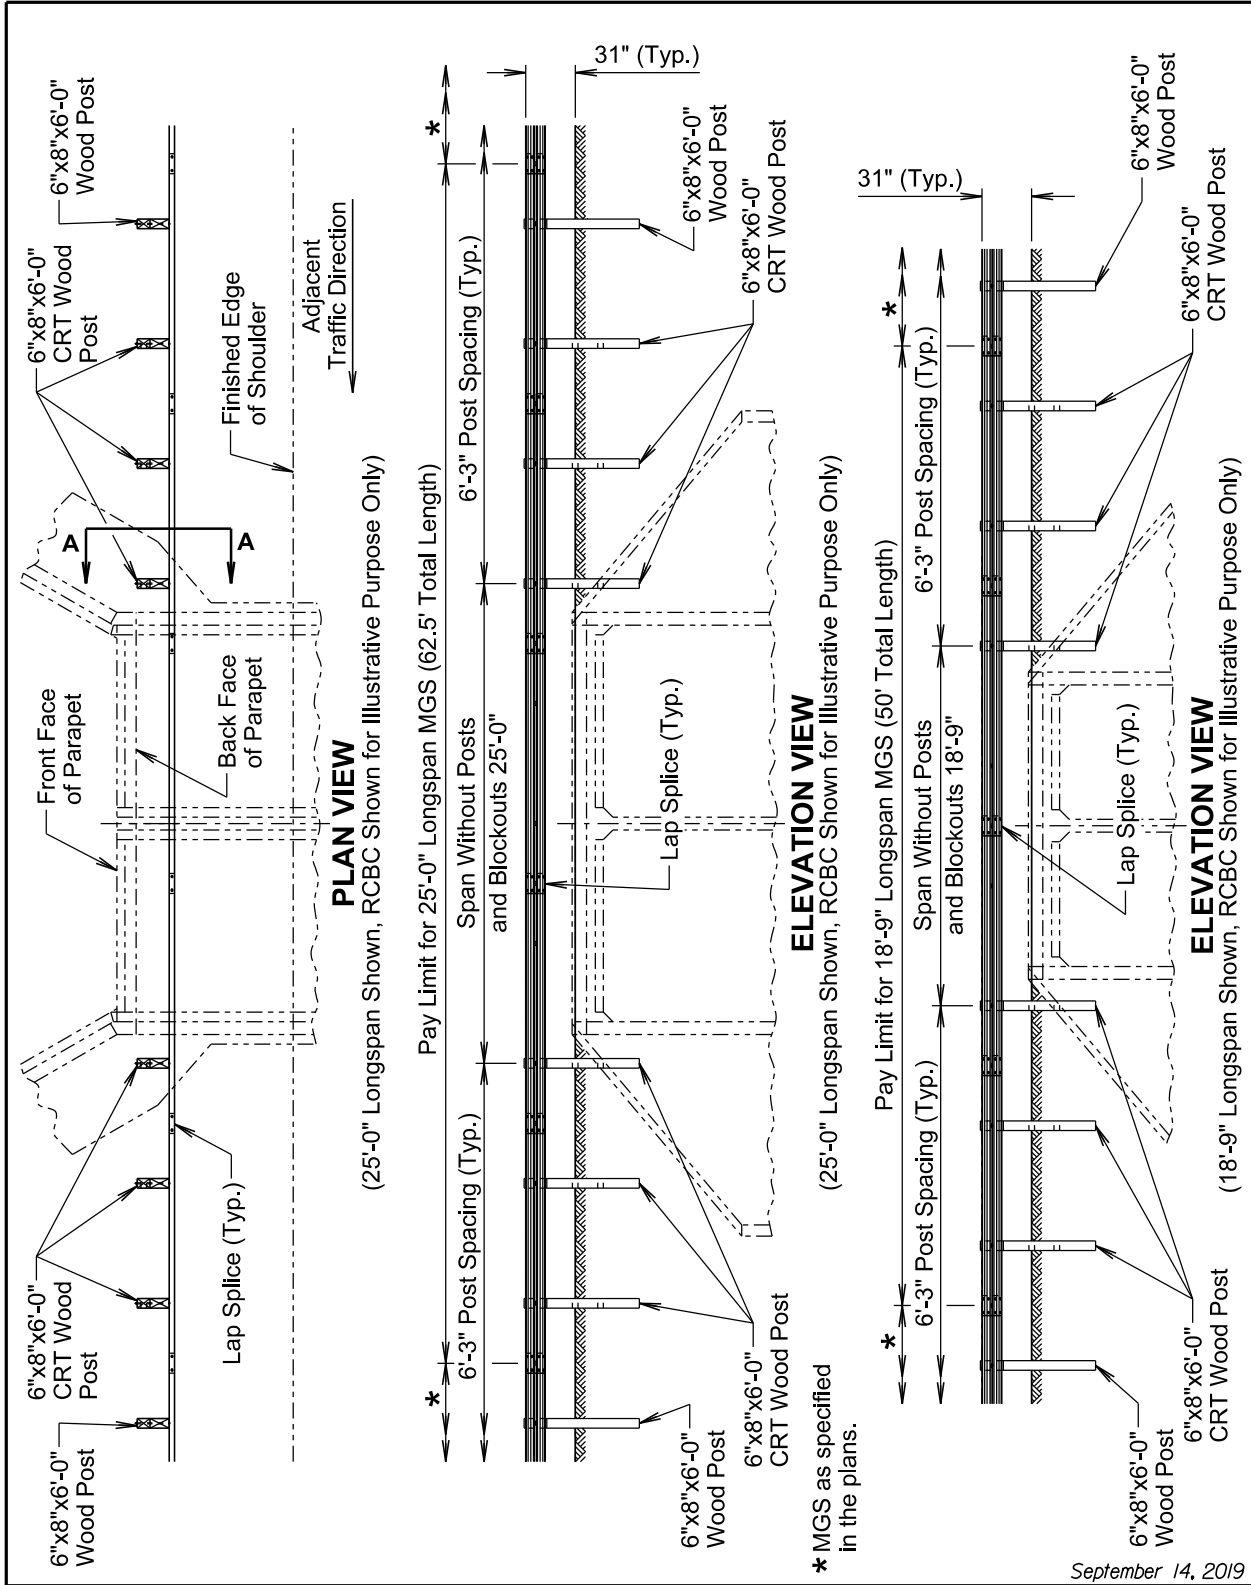 6"x8"x6'-0"
Wood Post
6"x8"x6'-0"
CRT Wood
Post
6"x8"x6'-0"
CRT Wood
Post
6"x8"x6'-0"
Wood Post
Front Face
of Parapet
Back Face
of Parapet
A
A
Lap Splice (Typ.)
Finished Edge
of Shoulder
Adjacent
Traffic Direction
PLAN VIEW
(25'-0" Longspan Shown, RCBC Shown for Illustrative Purpose Only)
*
Pay Limit for 25'-0" Longspan MGS (62.5' Total Length)
*
6'-3" Post Spacing (Typ.)
Span Without Posts
and Blockouts 25'-0"
6'-3" Post Spacing (Typ.)
31" (Typ.)
6"x8"x6'-0"
Wood Post
6"x8"x6'-0"
CRT Wood Post
Lap Splice (Typ.)
6"x8"x6'-0"
Wood Post
6"x8"x6'-0"
CRT Wood Post
ELEVATION VIEW
(25'-0" Longspan Shown, RCBC Shown for Illustrative Purpose Only)
* MGS as specified
in the plans.
*
Pay Limit for 18'-9" Longspan MGS (50' Total Length)
*
6'-3" Post Spacing (Typ.)
Span Without Posts
and Blockouts 18'-9"
6'-3" Post Spacing (Typ.)
31" (Typ.)
6"x8"x6'-0"
Wood Post
6"x8"x6'-0"
CRT Wood Post
Lap Splice (Typ.)
6"x8"x6'-0"
Wood Post
6"x8"x6'-0"
CRT Wood Post
ELEVATION VIEW
(18'-9" Longspan Shown, RCBC Shown for Illustrative Purpose Only)
September 14, 2019